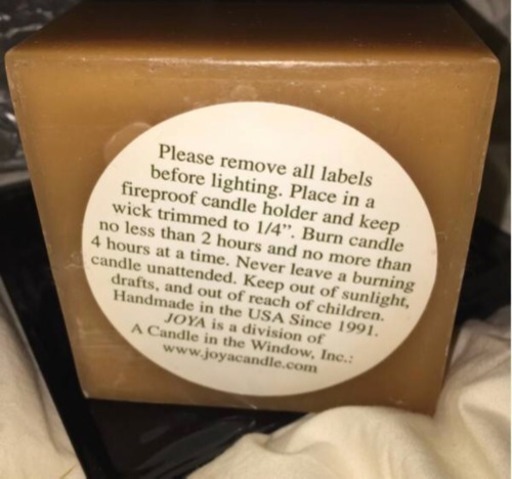 Please remove all labels
before lighting. Place in a
fireproof candle holder and keep
wick trimmed to 1/4”. Burn candle
no less than 2 hours and no more than
4 hours at a time. Never leave a burning
candle unattended. Keep out of sunlight,
drafts, and out of reach of children.
Handmade in the USA Since 1991.
JOYA is a division of
A Candle in the Window, Inc.:
www.joyacandle.com